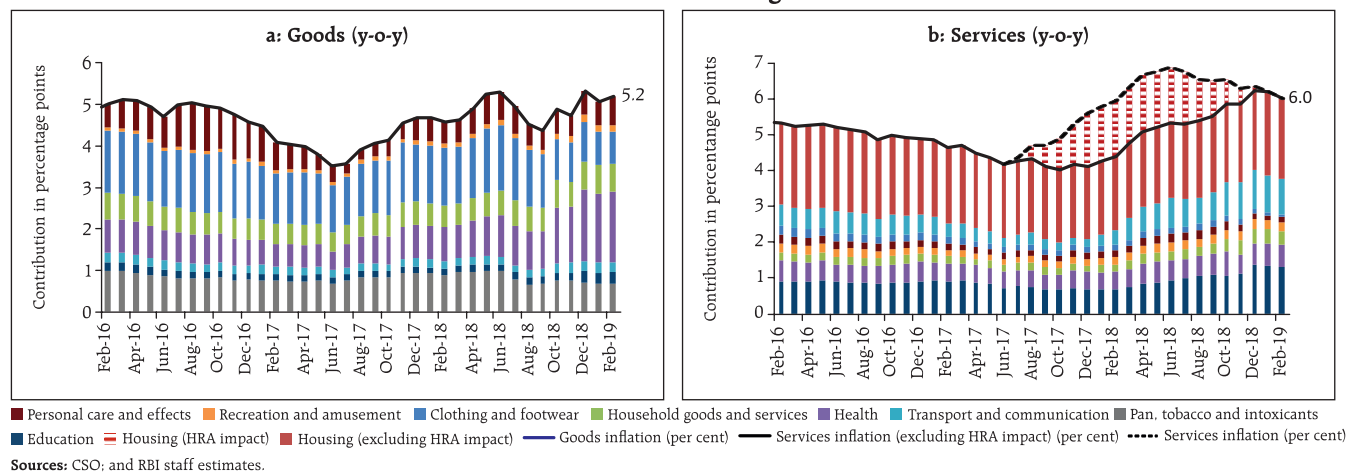 a: Goods (y-o-y)
Contribution in percentage points
6
5
4
3
2
1
0
5.2
Feb-16
Apr-16
Jun-16
Aug-16
Oct-16
Dec-16
Feb-17
Apr-17
Jun-17
Aug-17
Oct-17
Dec-17
Feb-18
Apr-18
Jun-18
Aug-18
Oct-18
Dec-18
Feb-19
b: Services (y-o-y)
Contribution in percentage points
7
6
5
4
3
2
1
0
6.0
Feb-16
Apr-16
Jun-16
Aug-16
Oct-16
Dec-16
Feb-17
Apr-17
Jun-17
Aug-17
Oct-17
Dec-17
Feb-18
Apr-18
Jun-18
Aug-18
Oct-18
Dec-18
Feb-19
Personal care and effects Recreation and amusement Clothing and footwear Household goods and services Health Transport and communication Pan, tobacco and intoxicants
Education Housing (HRA impact) Housing (excluding HRA impact) Goods inflation (per cent) Services inflation (excluding HRA impact) (per cent) Services inflation (per cent)
Sources: CSO; and RBI staff estimates.